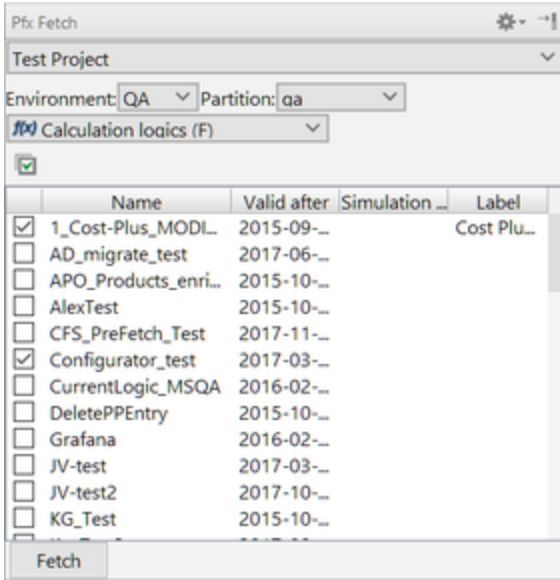 Pfx Fetch
Test Project
Environment: QA Partition: qa
f(x) Calculation logics (F)
Name Valid after Simulation ... Label
1_Cost-Plus_MODI... 2015-09-... Cost Plu...
AD_migrate_test 2017-06-...
APO_Products_enri... 2015-10-...
AlexTest 2015-10-...
CFS_PreFetch_Test 2017-11-...
Configurator_test 2017-03-...
CurrentLogic_MSQA 2016-02-...
DeletePPEntry 2015-10-...
Grafana 2016-02-...
JV-test 2017-03-...
JV-test2 2017-10-...
KG_Test 2015-10-...
Fetch